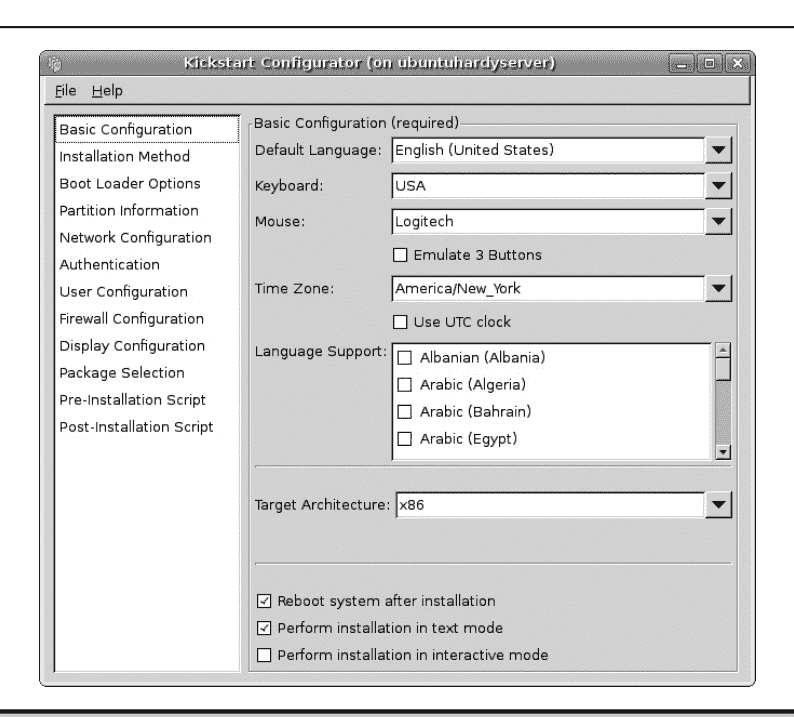 Kickstart Configurator (on ubuntuhardyserver)
File Help
Basic Configuration
Installation Method
Boot Loader Options
Partition Information
Network Configuration
Authentication
User Configuration
Firewall Configuration
Display Configuration
Package Selection
Pre-Installation Script
Post-Installation Script
Basic Configuration (required)
Default Language: English (United States)
Keyboard: USA
Mouse: Logitech
Emulate 3 Buttons
Time Zone: America/New_York
Use UTC clock
Language Support: Albanian (Albania)
Arabic (Algeria)
Arabic (Bahrain)
Arabic (Egypt)
Target Architecture: x86
Reboot system after installation
Perform installation in text mode
Perform installation in interactive mode